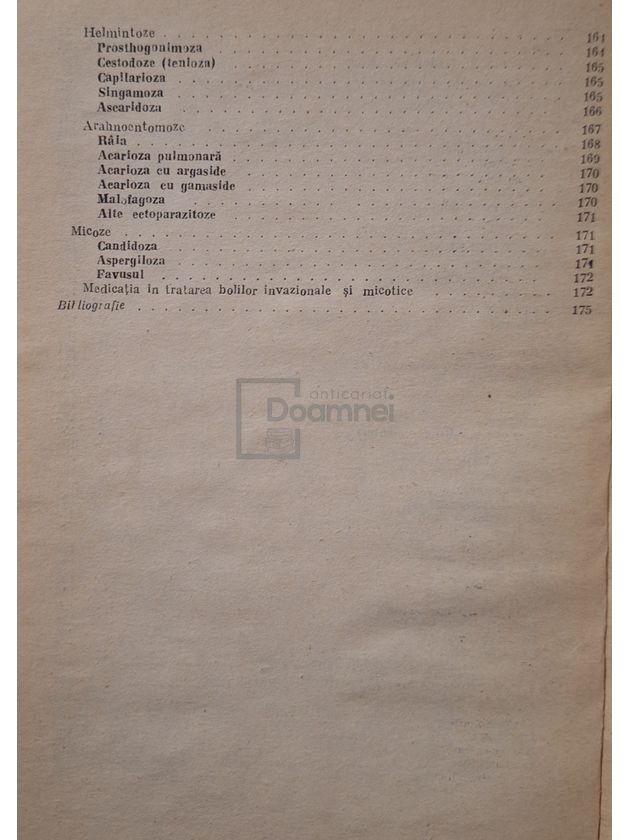 Helmintoze . . . . . . . . . . . . . . . . . . . . 164
Prosthogonimoza . . . . . . . . . . . . . . . . . . . . 164
Cestodoze (tenioza) . . . . . . . . . . . . . . . . . . . . 165
Capilarioza . . . . . . . . . . . . . . . . . . . . 165
Singamoza . . . . . . . . . . . . . . . . . . . . 165
Ascaridoza . . . . . . . . . . . . . . . . . . . . 166
Arahnoentomoze . . . . . . . . . . . . . . . . . . . . 167
Râia . . . . . . . . . . . . . . . . . . . . 168
Acarioza pulmonară . . . . . . . . . . . . . . . . . . . . 169
Acarioza cu argaside . . . . . . . . . . . . . . . . . . . . 170
Acarioza cu gamaside . . . . . . . . . . . . . . . . . . . . 170
Malofagoza . . . . . . . . . . . . . . . . . . . . 170
Alte ectoparazitoze . . . . . . . . . . . . . . . . . . . . 171
Micoze . . . . . . . . . . . . . . . . . . . . 171
Candidoza . . . . . . . . . . . . . . . . . . . . 171
Aspergiloza . . . . . . . . . . . . . . . . . . . . 171
Favusul . . . . . . . . . . . . . . . . . . . . 172
Medicația in tratarea bolilor invazionale și micotice . . . . . . . . 172
Bibliografie . . . . . . . . . . . . . . . . . . . . 175
anticariat
Doamnei